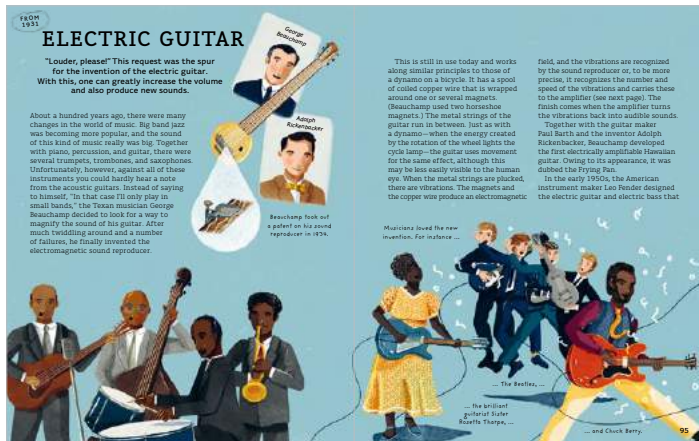 FROM
1931
ELECTRIC GUITAR
"Louder, please!" This request was the spur
for the invention of the electric guitar.
With this, one can greatly increase the volume
and also produce new sounds.
George
Beauchamp
Adolph
Rickenbacker
About a hundred years ago, there were many
changes in the world of music. Big band jazz
was becoming more popular, and the sound
of this kind of music really was big. Together
with piano, percussion, and guitar, there were
several trumpets, trombones, and saxophones.
Unfortunately, however, against all of these
instruments you could hardly hear a note
from the acoustic guitars. Instead of saying
to himself, "In that case I'll only play in
small bands," the Texan musician George
Beauchamp decided to look for a way to
magnify the sound of his guitar. After
much twiddling around and a number
of failures, he finally invented the
electromagnetic sound reproducer.
Beauchamp took out
a patent on his sound
reproducer in 1934.
This is still in use today and works
along similar principles to those of
a dynamo on a bicycle. It has a spool
of coiled copper wire that is wrapped
around one or several magnets.
(Beauchamp used two horseshoe
magnets.) The metal strings of the
guitar run in between. Just as with
a dynamo—when the energy created
by the rotation of the wheel lights the
cycle lamp—the guitar uses movement
for the same effect, although this
may be less easily visible to the human
eye. When the metal strings are plucked,
there are vibrations. The magnets and
the copper wire produce an electromagnetic
field, and the vibrations are recognized
by the sound reproducer or, to be more
precise, it recognizes the number and
speed of the vibrations and carries these
to the amplifier (see next page). The
finish comes when the amplifier turns
the vibrations back into audible sounds.
Together with the guitar maker
Paul Barth and the inventor Adolph
Rickenbacker, Beauchamp developed
the first electrically amplifiable Hawaiian
guitar. Owing to its appearance, it was
dubbed the Frying Pan.
In the early 1950s, the American
instrument maker Leo Fender designed
the electric guitar and electric bass that
Musicians loved the new
invention. For instance ...
... The Beatles, ...
... the brilliant
guitarist Sister
Rosetta Tharpe, ...
... and Chuck Berry.
95